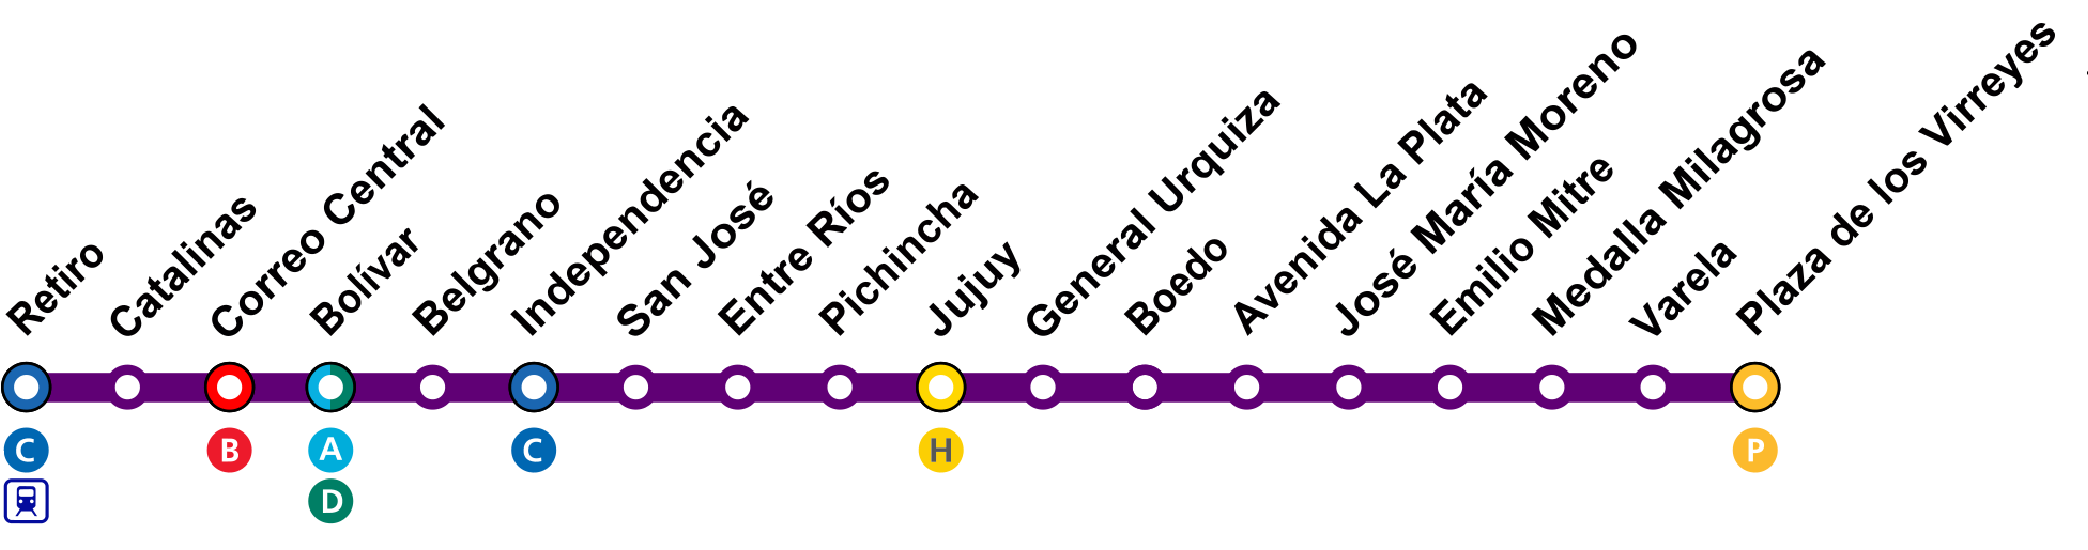 Retiro
Catalinas
Correo Central
Bolívar
Belgrano
Independencia
San José
Entre Ríos
Pichincha
Jujuy
General Urquiza
Boedo
Avenida La Plata
José María Moreno
Emilio Mitre
Medalla Milagrosa
Varela
Plaza de los Virreyes
C
B
A
C
H
P
D